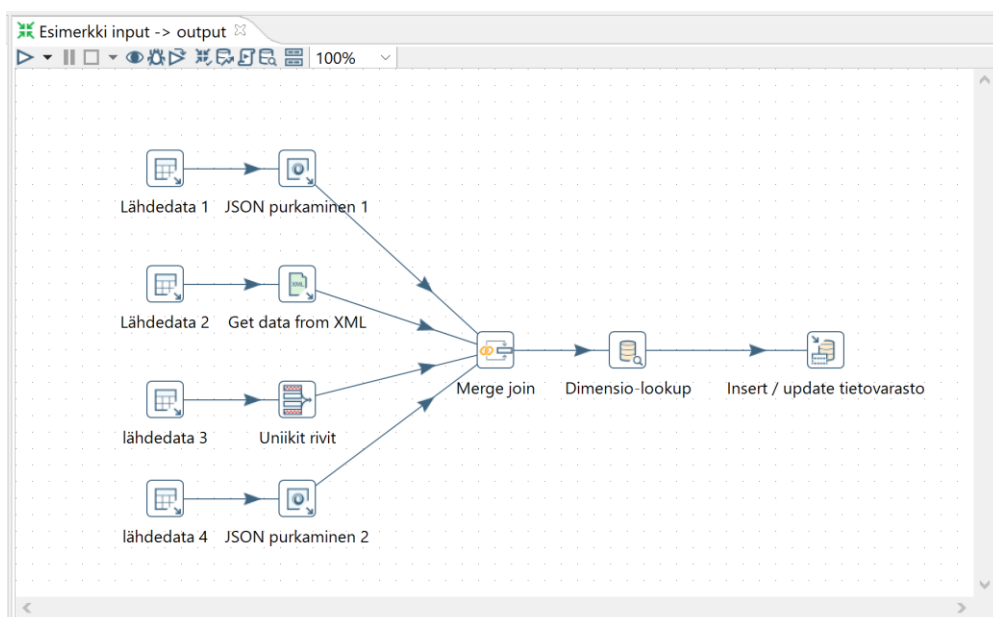 Esimerkki input -> output
100%
Lähdedata 1
JSON purkaminen 1
Lähdedata 2
XML
Get data from XML
Merge join
Dimensio-lookup
Insert / update tietovarasto
lähdedata 3
Uniikit rivit
lähdedata 4
JSON purkaminen 2